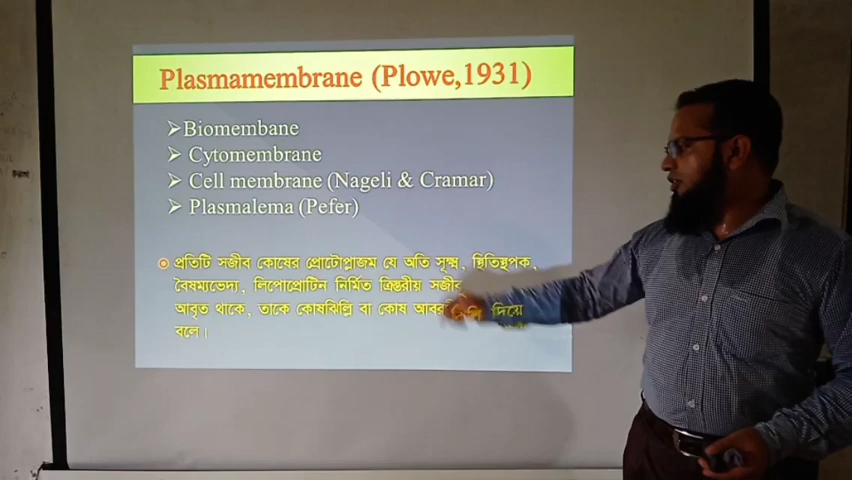 Plasmamembrane (Plowe,1931)
➢Biomembane
➢ Cytomembrane
➢ Cell membrane (Nageli & Cramar)
➢ Plasmalema (Pefer)
প্রতিটি সজীব কোষের প্রোটোপ্লাজম যে অতি সূক্ষ্ম, স্থিতিস্থাপক,
বৈষম্যভেদ্য, লিপোপ্রোটিন নির্মিত ত্রিস্তরীয় সজীব
আবৃত থাকে, তাকে কোষঝিল্লি বা কোষ দিয়ে
বলে।